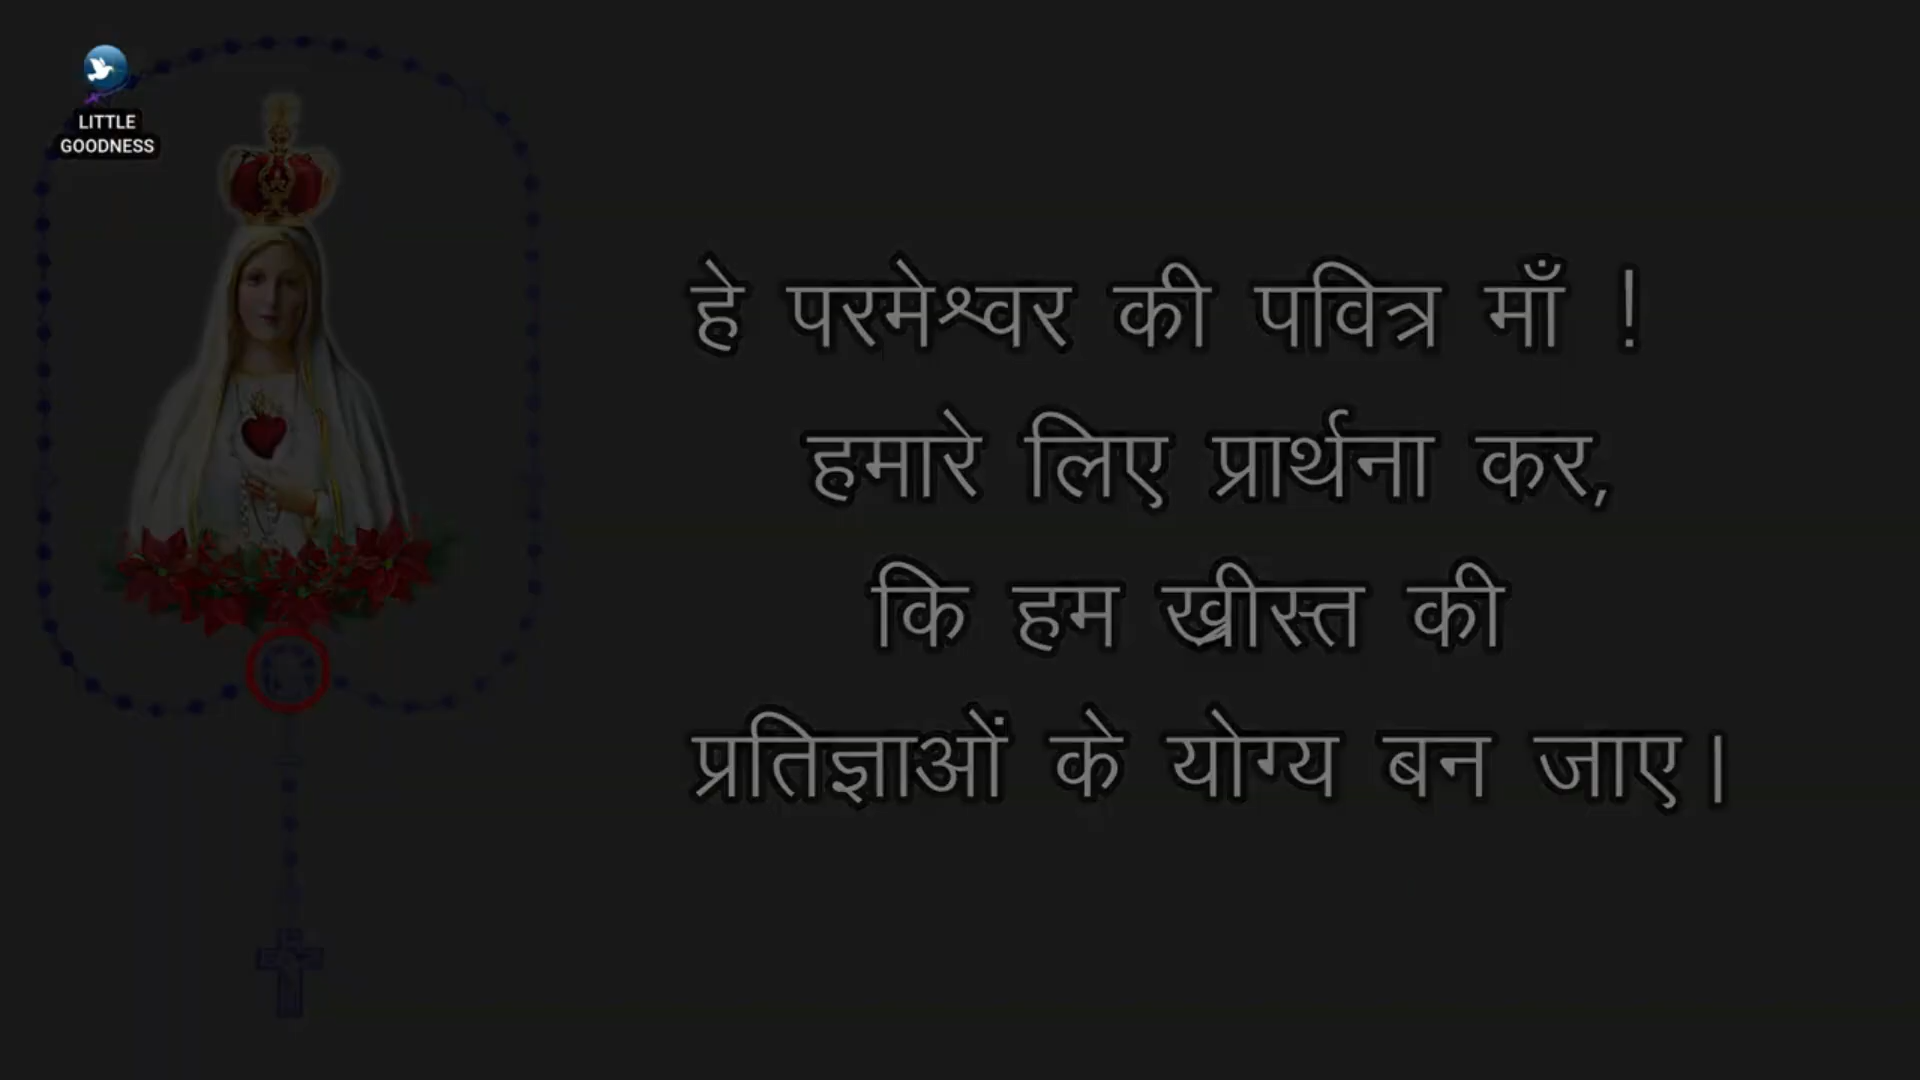 LITTLE
GOODNESS
हे परमेश्वर की पवित्र माँ !
हमारे लिए प्रार्थना कर,
कि हम ख्रीस्त की
प्रतिज्ञाओं के योग्य बन जाए।